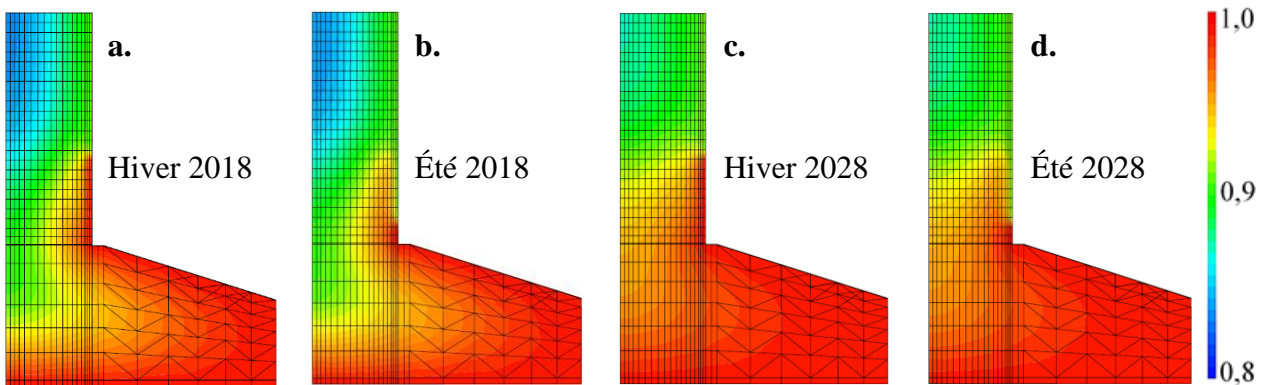 a.
Hiver 2018
b.
Été 2018
c.
Hiver 2028
d.
Été 2028
1,0
0,9
0,8